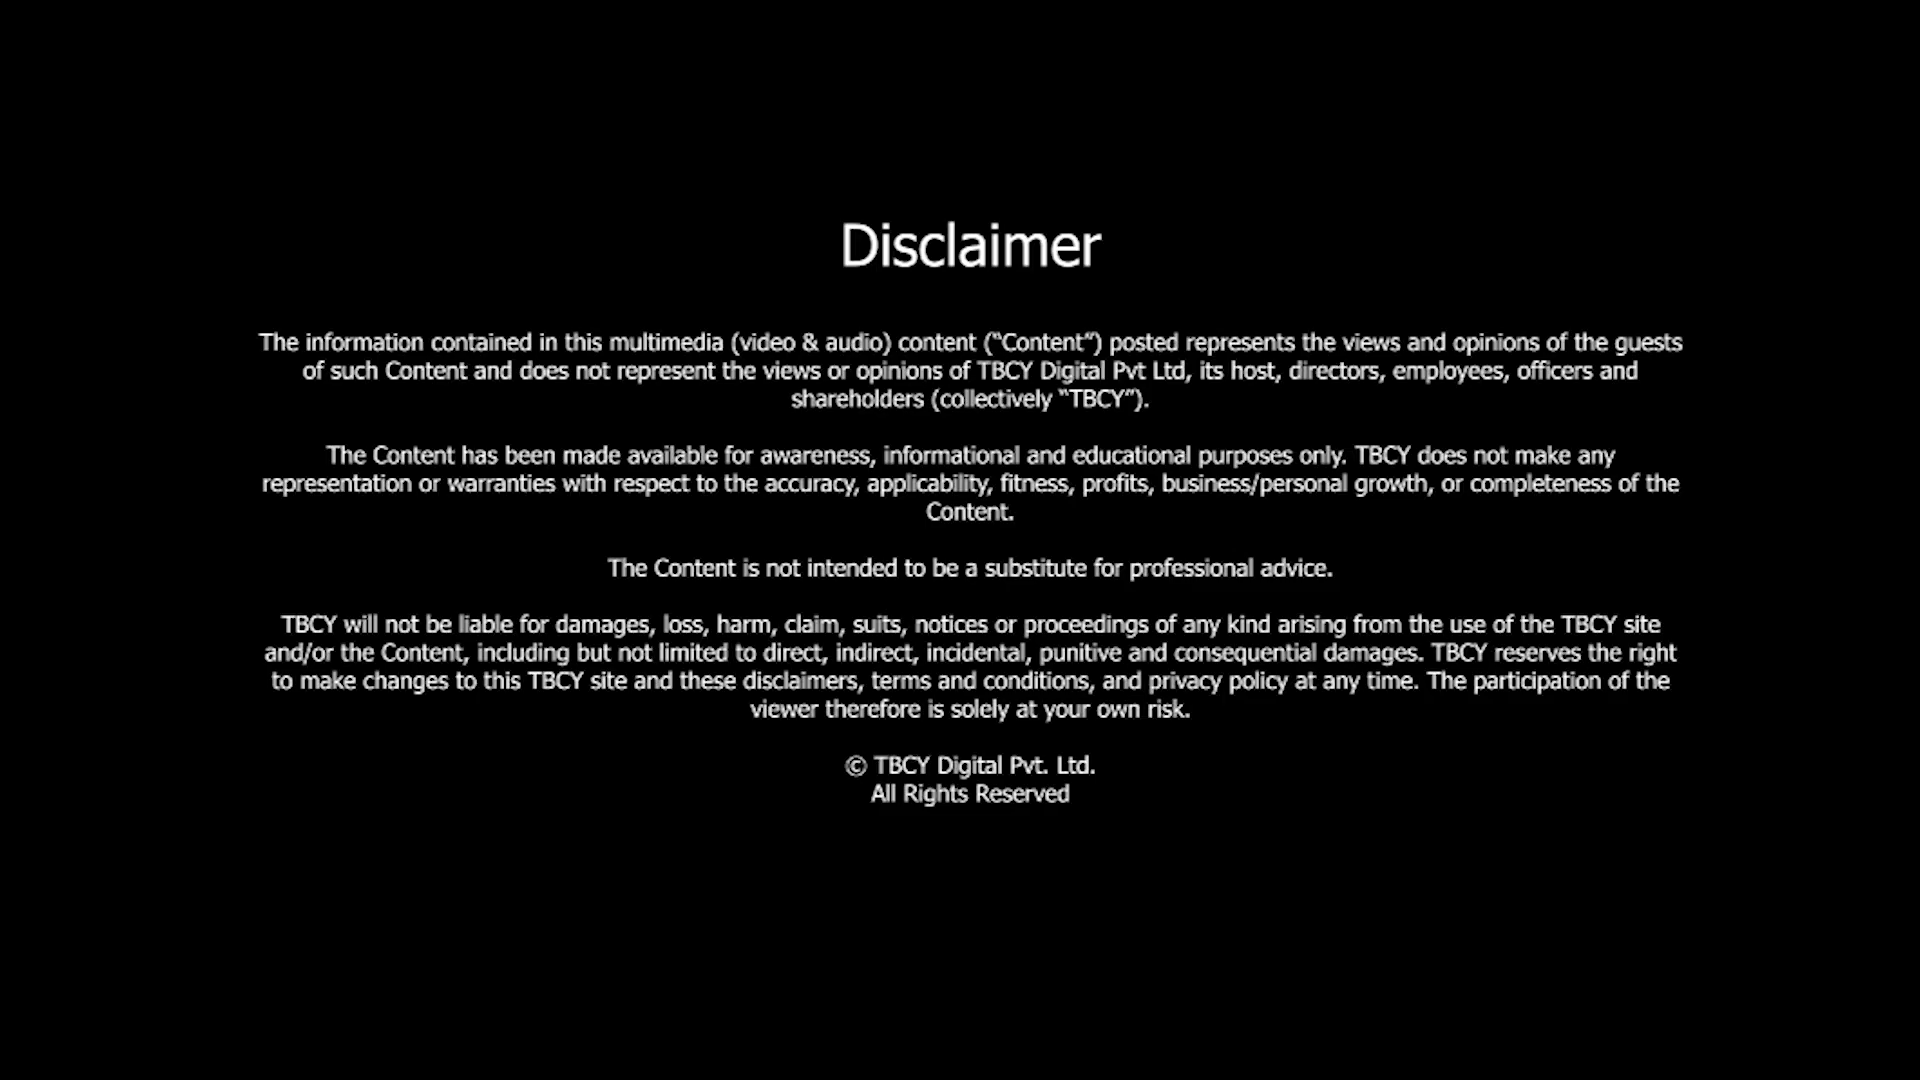 Disclaimer
The information contained in this multimedia (video & audio) content (“Content”) posted represents the views and opinions of the guests
of such Content and does not represent the views or opinions of TBCY Digital Pvt Ltd, its host, directors, employees, officers and
shareholders (collectively “TBCY”).
The Content has been made available for awareness, informational and educational purposes only. TBCY does not make any
representation or warranties with respect to the accuracy, applicability, fitness, profits, business/personal growth, or completeness of the
Content.
The Content is not intended to be a substitute for professional advice.
TBCY will not be liable for damages, loss, harm, claim, suits, notices or proceedings of any kind arising from the use of the TBCY site
and/or the Content, including but not limited to direct, indirect, incidental, punitive and consequential damages. TBCY reserves the right
to make changes to this TBCY site and these disclaimers, terms and conditions, and privacy policy at any time. The participation of the
viewer therefore is solely at your own risk.
© TBCY Digital Pvt. Ltd.
All Rights Reserved